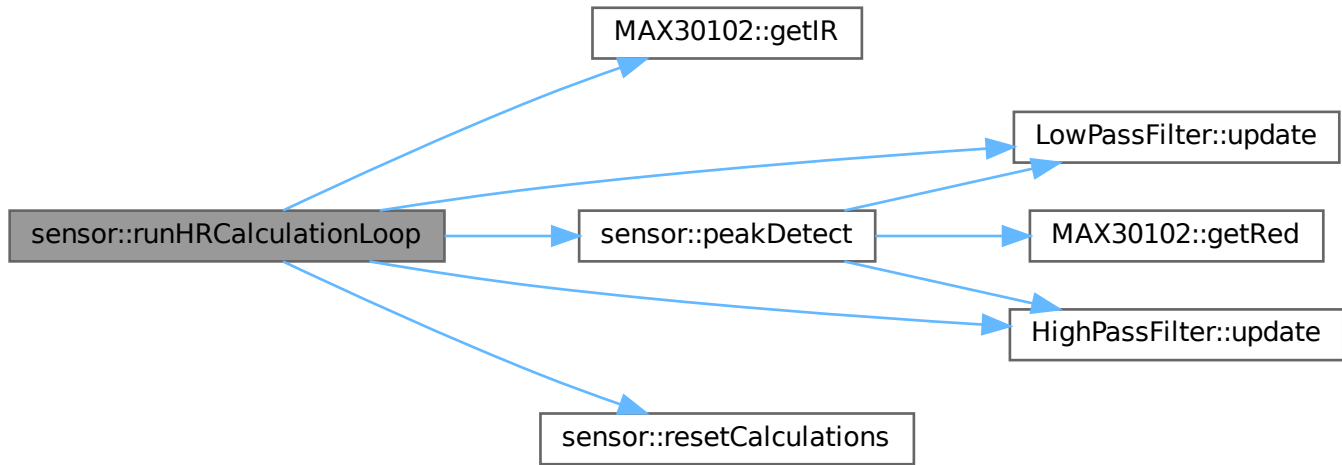 MAX30102::getIR
LowPassFilter::update
sensor::runHRCalculationLoop
sensor::peakDetect
MAX30102::getRed
HighPassFilter::update
sensor::resetCalculations